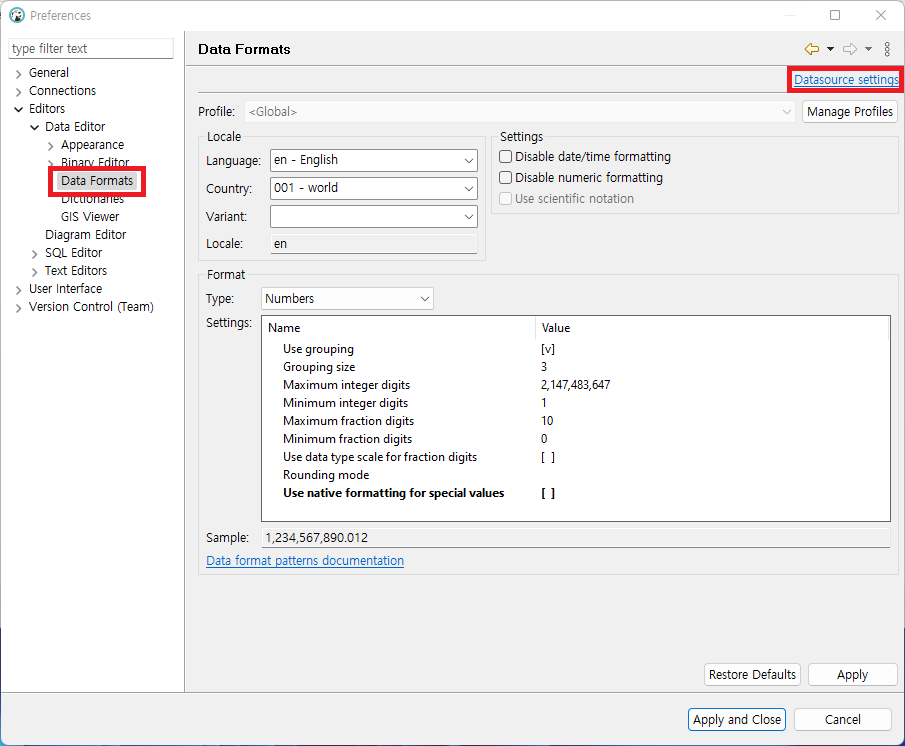 Preferences
type filter text
General
Connections
Editors
Data Editor
Appearance
Binary Editor
Data Formats
Dictionaries
GIS Viewer
Diagram Editor
SQL Editor
Text Editors
User Interface
Version Control (Team)
Data Formats
Datasource settings
Profile: <Global> Manage Profiles
Locale
Language: en - English
Country: 001 - world
Variant:
Locale: en
Settings
Disable date/time formatting
Disable numeric formatting
Use scientific notation
Format
Type: Numbers
Settings: Name Value
Use grouping [v]
Grouping size 3
Maximum integer digits 2,147,483,647
Minimum integer digits 1
Maximum fraction digits 10
Minimum fraction digits 0
Use data type scale for fraction digits [ ]
Rounding mode
Use native formatting for special values [ ]
Sample: 1,234,567,890.012
Data format patterns documentation
Restore Defaults Apply
Apply and Close Cancel